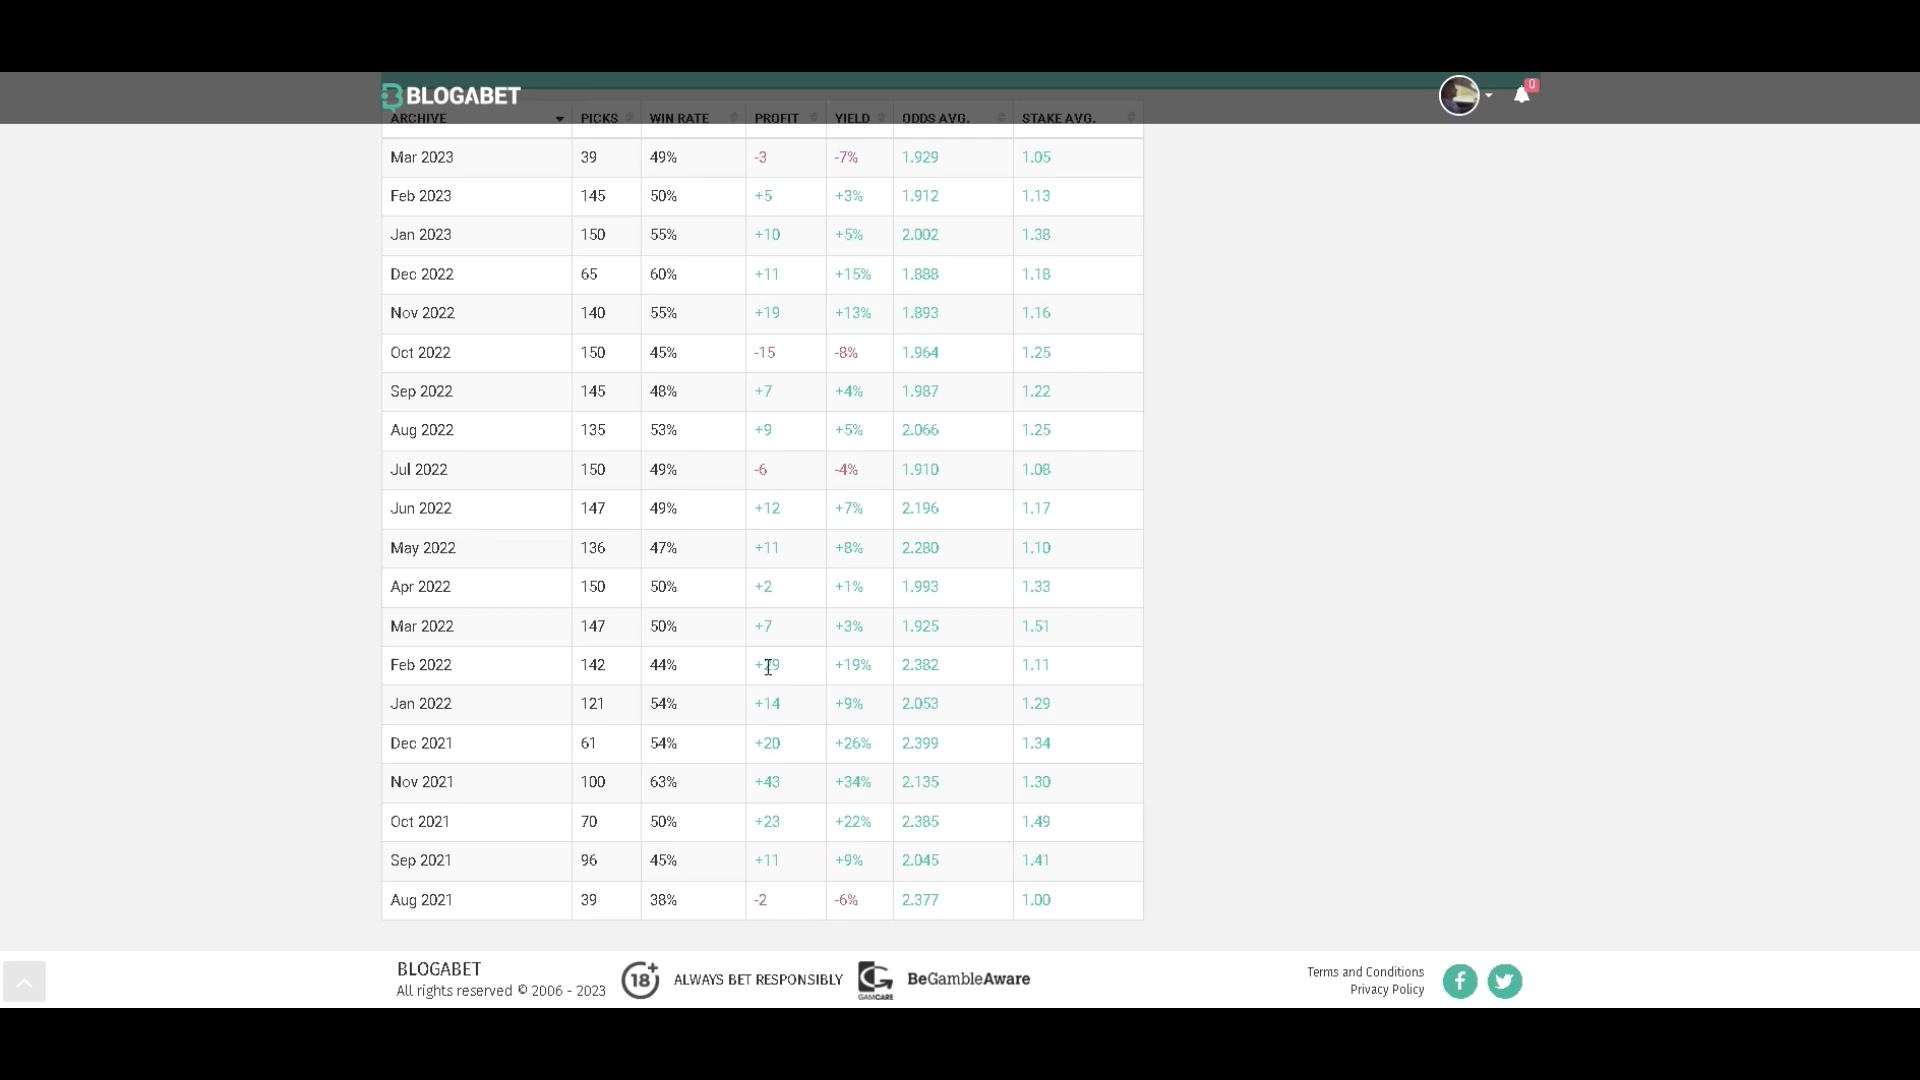 BLOGABET
0
ARCHIVE PICKS WIN RATE PROFIT YIELD ODDS AVG. STAKE AVG.
Mar 2023 39 49% -3 -7% 1.929 1.05
Feb 2023 145 50% +5 +3% 1.912 1.13
Jan 2023 150 55% +10 +5% 2.002 1.38
Dec 2022 65 60% +11 +15% 1.888 1.18
Nov 2022 140 55% +19 +13% 1.893 1.16
Oct 2022 150 45% -15 -8% 1.964 1.25
Sep 2022 145 48% +7 +4% 1.987 1.22
Aug 2022 135 53% +9 +5% 2.066 1.25
Jul 2022 150 49% -6 -4% 1.910 1.08
Jun 2022 147 49% +12 +7% 2.196 1.17
May 2022 136 47% +11 +8% 2.280 1.10
Apr 2022 150 50% +2 +1% 1.993 1.33
Mar 2022 147 50% +7 +3% 1.925 1.51
Feb 2022 142 44% +29 +19% 2.382 1.11
Jan 2022 121 54% +14 +9% 2.053 1.29
Dec 2021 61 54% +20 +26% 2.399 1.34
Nov 2021 100 63% +43 +34% 2.135 1.30
Oct 2021 70 50% +23 +22% 2.385 1.49
Sep 2021 96 45% +11 +9% 2.045 1.41
Aug 2021 39 38% -2 -6% 2.377 1.00
BLOGABET
All rights reserved © 2006 - 2023
18+
ALWAYS BET RESPONSIBLY
GAMCARE
BeGambleAware
Terms and Conditions
Privacy Policy